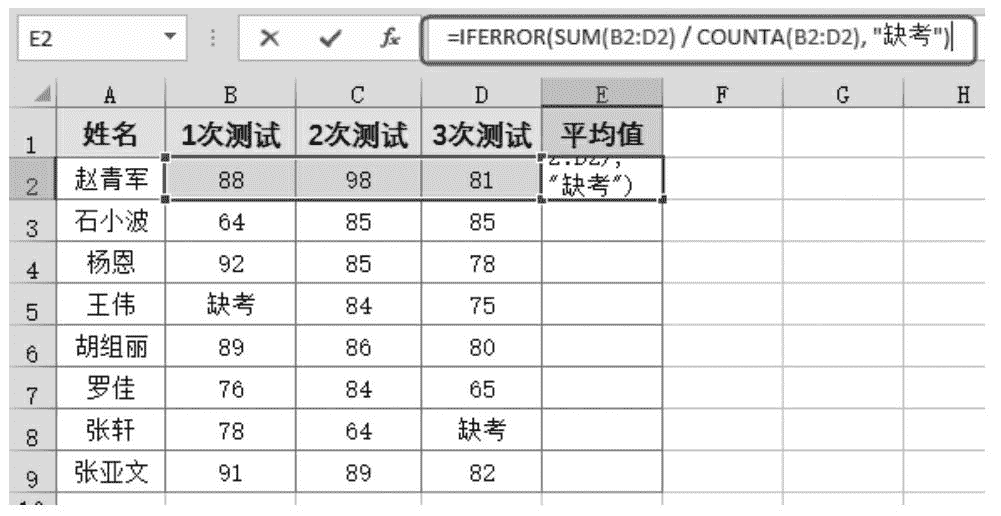 E2 fx =IFERROR(SUM(B2:D2) / COUNTA(B2:D2), "缺考")
A B C D E F G H
1 姓名 1次测试 2次测试 3次测试 平均值
2 赵青军 88 98 81 "缺考")
3 石小波 64 85 85
4 杨恩 92 85 78
5 王伟 缺考 84 75
6 胡组丽 89 86 80
7 罗佳 76 84 65
8 张轩 78 64 缺考
9 张亚文 91 89 82